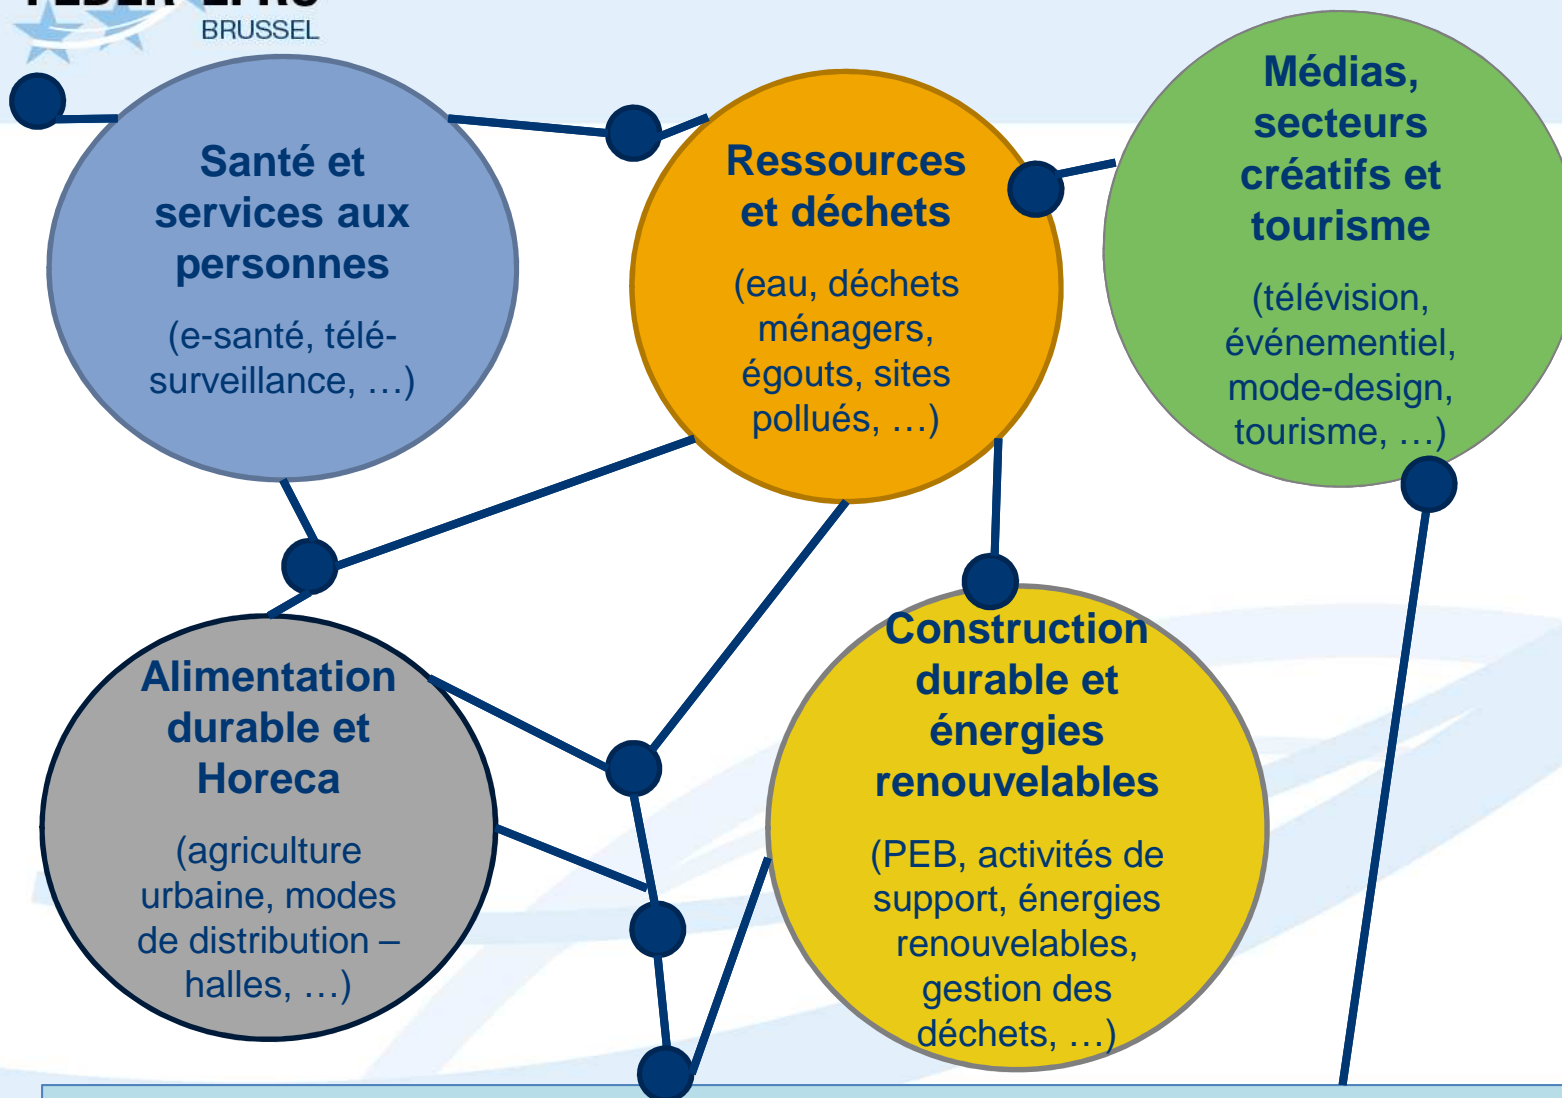 BRUSSEL
Santé et
services aux
personnes
(e-santé, télé-
surveillance, …)
Ressources
et déchets
(eau, déchets
ménagers,
égouts, sites
pollués, …)
Médias,
secteurs
créatifs et
tourisme
(télévision,
événementiel,
mode-design,
tourisme, …)
Alimentation
durable et
Horeca
(agriculture
urbaine, modes
de distribution –
halles, …)
Construction
durable et
énergies
renouvelables
(PEB, activités de
support, énergies
renouvelables,
gestion des
déchets, …)